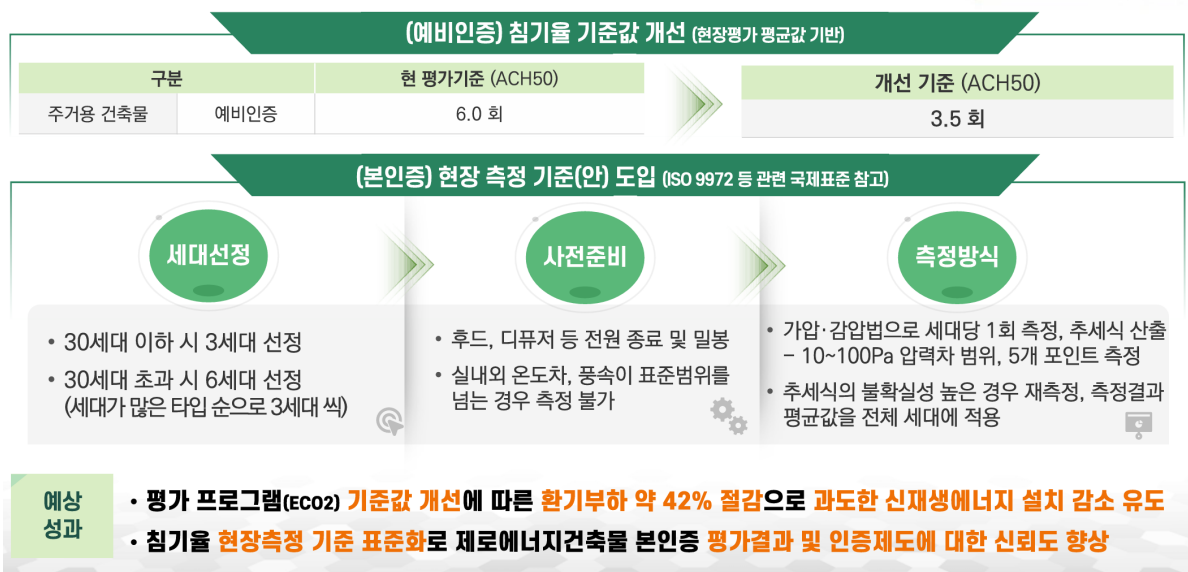 (예비인증) 침기율 기준값 개선 (현장평가 평균값 기반)
구분 현 평가기준 (ACH50)
주거용 건축물 예비인증 6.0 회
개선 기준 (ACH50)
3.5 회
(본인증) 현장 측정 기준(안) 도입 (ISO 9972 등 관련 국제표준 참고)
세대선정
• 30세대 이하 시 3세대 선정
• 30세대 초과 시 6세대 선정
(세대가 많은 타입 순으로 3세대 씩)
사전준비
• 후드, 디퓨저 등 전원 종료 및 밀봉
• 실내외 온도차, 풍속이 표준범위를
넘는 경우 측정 불가
측정방식
• 가압·감압법으로 세대당 1회 측정, 추세식 산출
– 10~100Pa 압력차 범위, 5개 포인트 측정
• 추세식의 불확실성 높은 경우 재측정, 측정결과
평균값을 전체 세대에 적용
예상
성과
• 평가 프로그램(ECO2) 기준값 개선에 따른 환기부하 약 42% 절감으로 과도한 신재생에너지 설치 감소 유도
• 침기율 현장측정 기준 표준화로 제로에너지건축물 본인증 평가결과 및 인증제도에 대한 신뢰도 향상